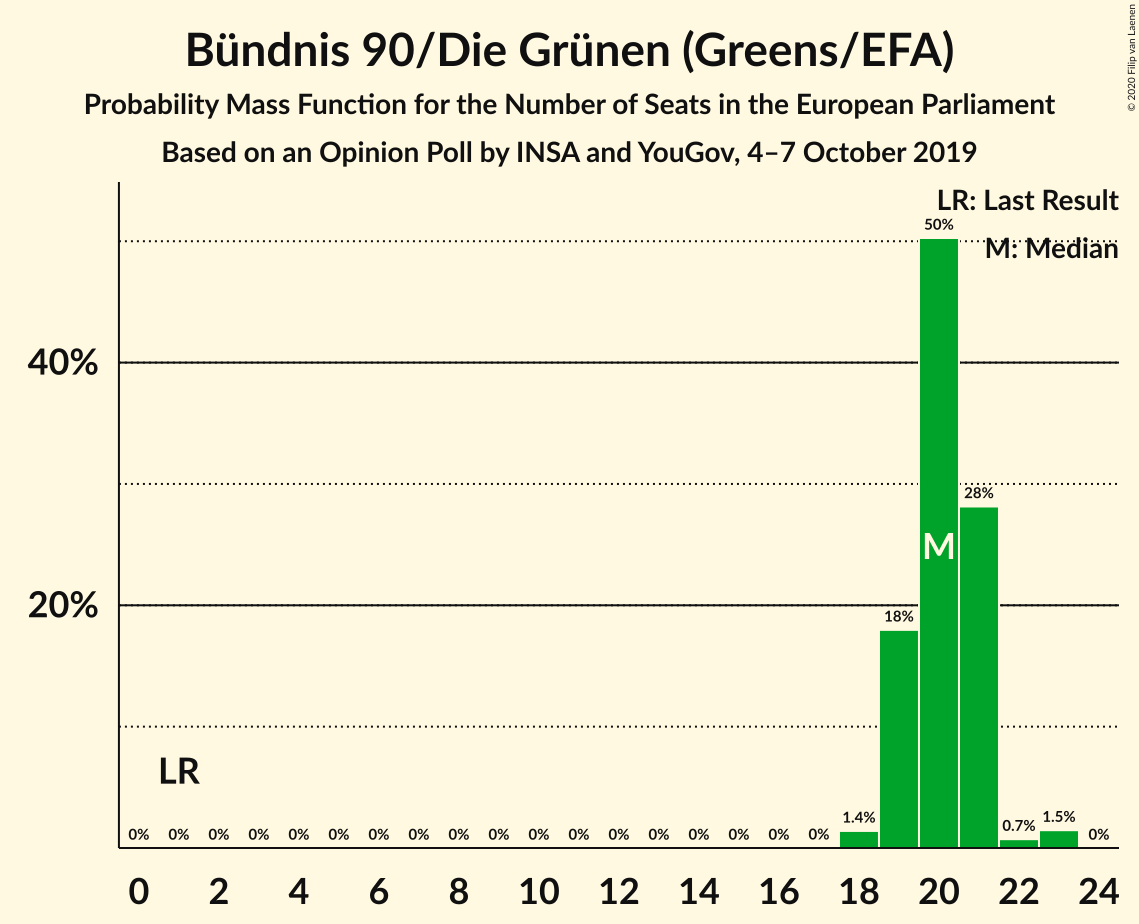 Bündnis 90/Die Grünen (Greens/EFA)
Probability Mass Function for the Number of Seats in the European Parliament
Based on an Opinion Poll by INSA and YouGov, 4–7 October 2019
© 2020 Filip van Laenen
LR: Last Result
M: Median
50%
40%
28%
M
20%
18%
LR
0% 0% 0% 0% 0% 0% 0% 0% 0% 0% 0% 0% 0% 0% 0% 0% 0% 0% 1.4% 0.7% 1.5% 0%
0 2 4 6 8 10 12 14 16 18 20 22 24